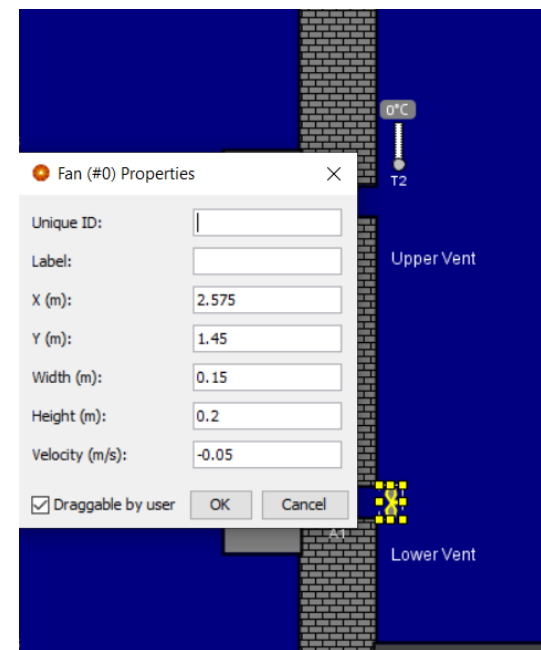 0°C
T2
Fan (#0) Properties
Unique ID:
Label:
X (m): 2.575
Y (m): 1.45
Width (m): 0.15
Height (m): 0.2
Velocity (m/s): -0.05
Draggable by user OK Cancel
Upper Vent
A1
Lower Vent